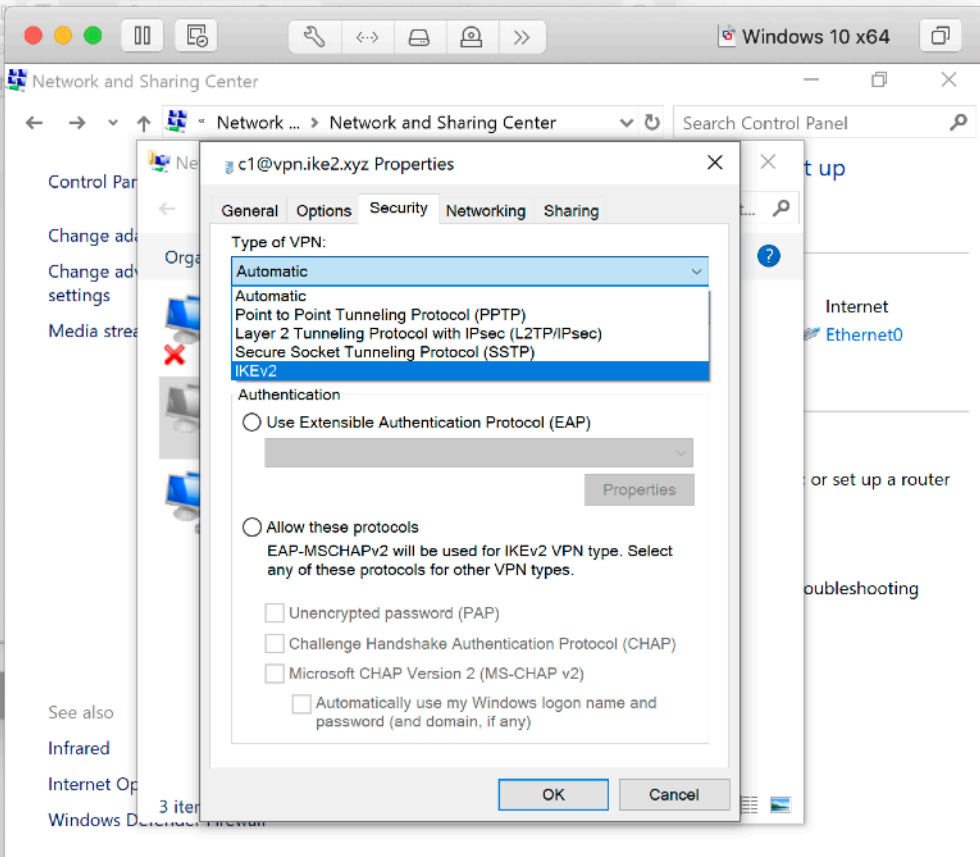 Windows 10 x64
Network and Sharing Center
« Network ... > Network and Sharing Center
Search Control Panel
Ne
c1@vpn.ike2.xyz Properties
Control Par
t up
General Options Security Networking Sharing
t...
Type of VPN:
Change ada
Orga
Automatic
Change adv
settings
Automatic
Point to Point Tunneling Protocol (PPTP)
Layer 2 Tunneling Protocol with IPsec (L2TP/IPsec)
Secure Socket Tunneling Protocol (SSTP)
IKEv2
Internet
Media strea
Ethernet0
Authentication
Use Extensible Authentication Protocol (EAP)
Properties
or set up a router
Allow these protocols
EAP-MSCHAPv2 will be used for IKEv2 VPN type. Select
any of these protocols for other VPN types.
oubleshooting
Unencrypted password (PAP)
Challenge Handshake Authentication Protocol (CHAP)
Microsoft CHAP Version 2 (MS-CHAP v2)
Automatically use my Windows logon name and
password (and domain, if any)
See also
Infrared
Internet Op
OK Cancel
3 iter
Windows Defender Firewall